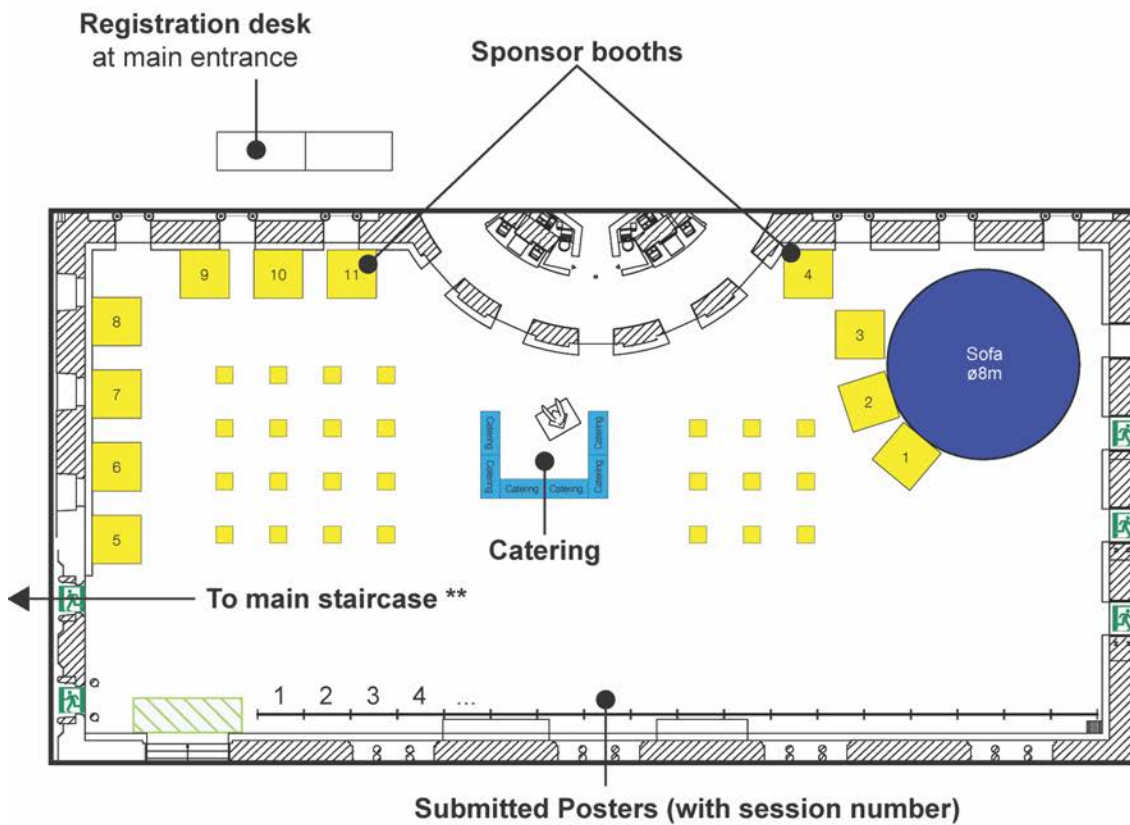 Registration desk
at main entrance
Sponsor booths
9
10
11
4
8
3
Sofa
ø8m
7
2
Catering
Catering
6
1
Catering
Catering
Catering
Catering
5
Catering
To main staircase **
1
2
3
4
...
Submitted Posters (with session number)